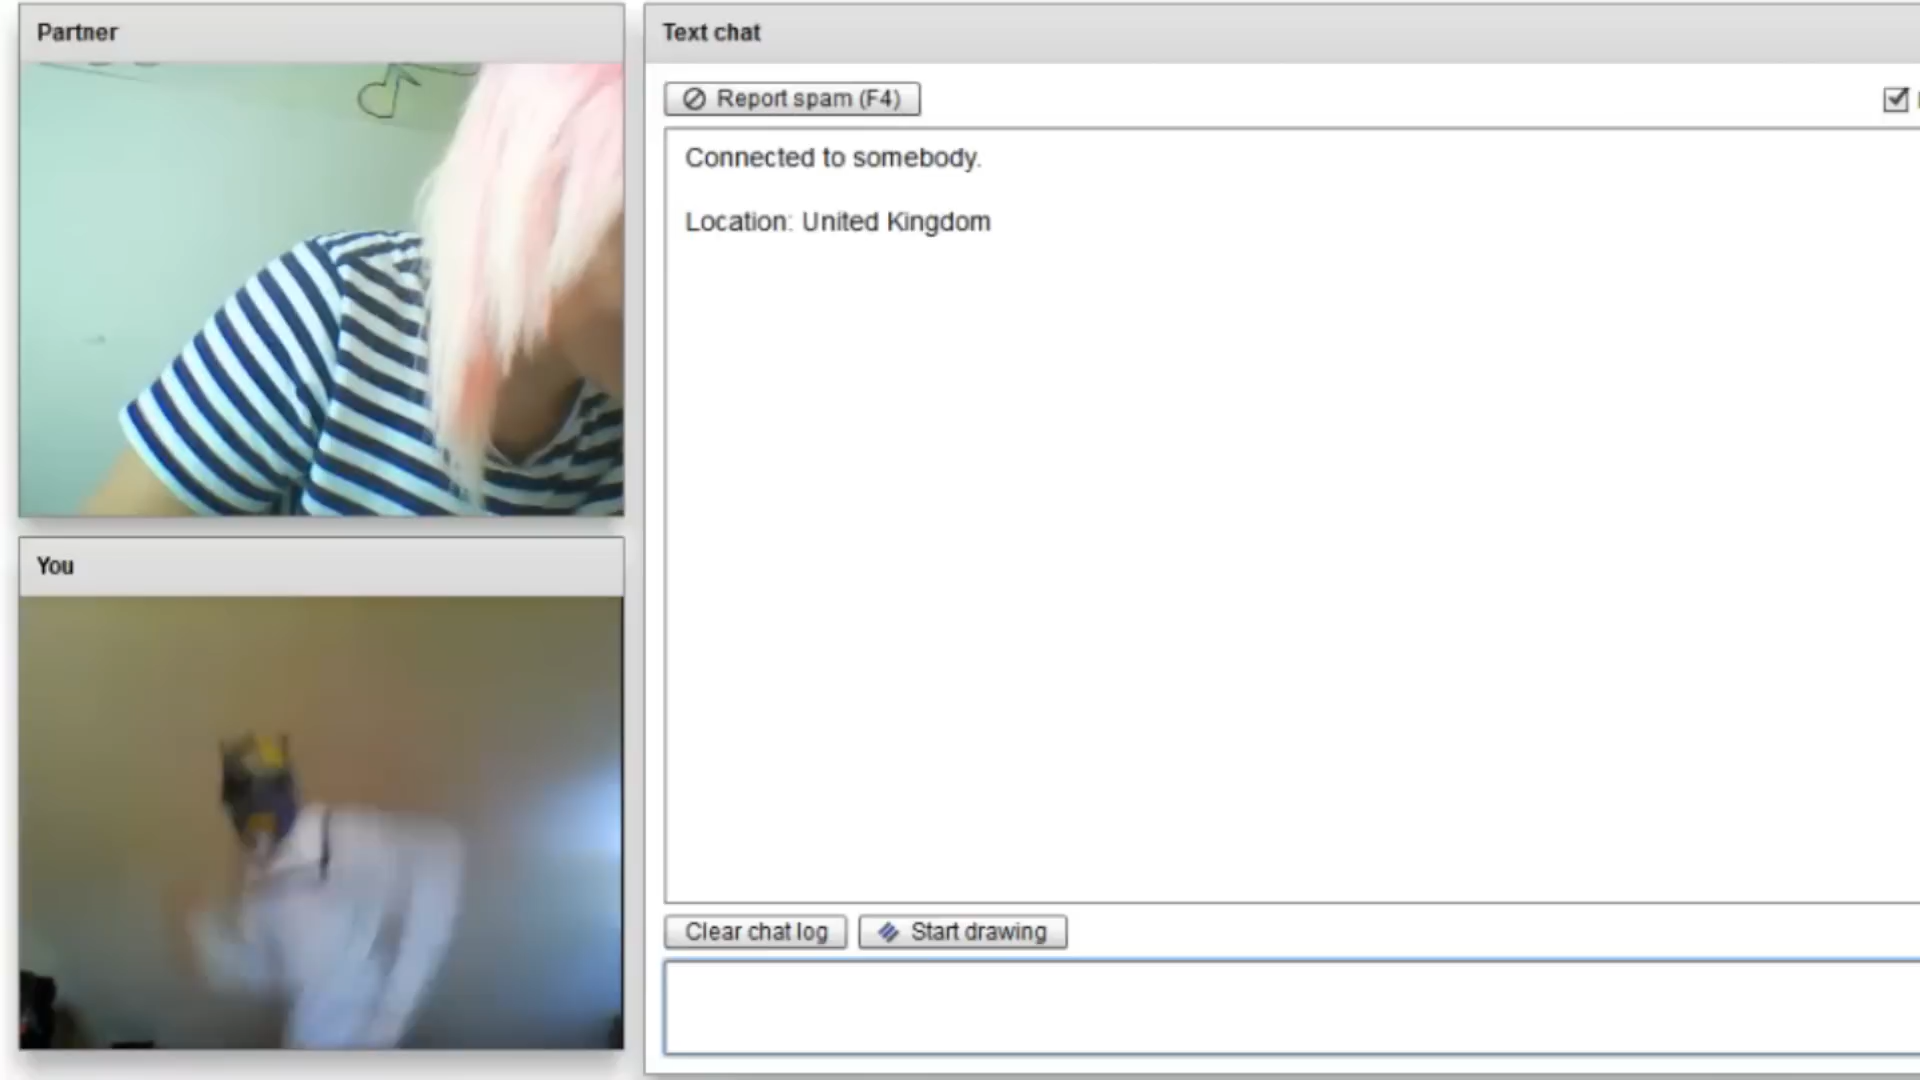 Partner
Text chat
Report spam (F4)
Connected to somebody.
Location: United Kingdom
You
Clear chat log
Start drawing